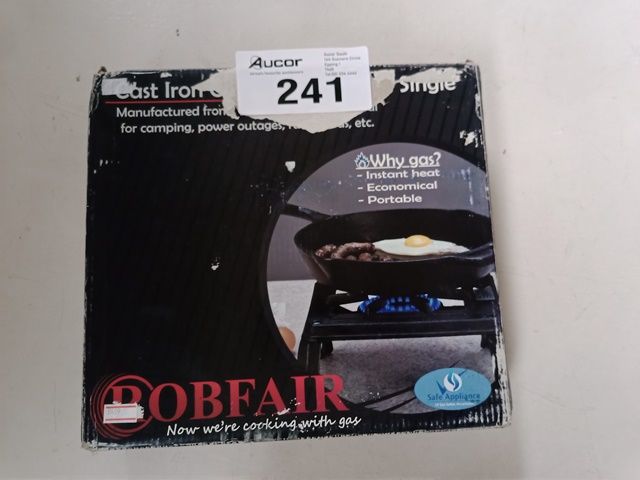 Aucor
241
Cast Iron Single
Manufactured from
for camping, power outages, etc.
Why gas?
- Instant heat
- Economical
- Portable
ROBFAIR
Now we're cooking with gas
Safe Appliance